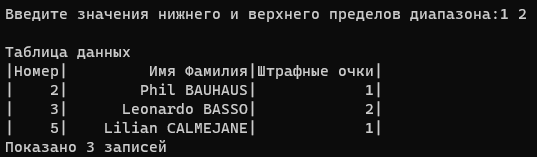 Введите значения нижнего и верхнего пределов диапазона:1 2
Таблица данных
|Номер|        Имя Фамилия|Штрафные очки|
|    2|       Phil BAUHAUS|            1|
|    3|     Leonardo BASSO|            2|
|    5|   Lilian CALMEJANE|            1|
Показано 3 записей